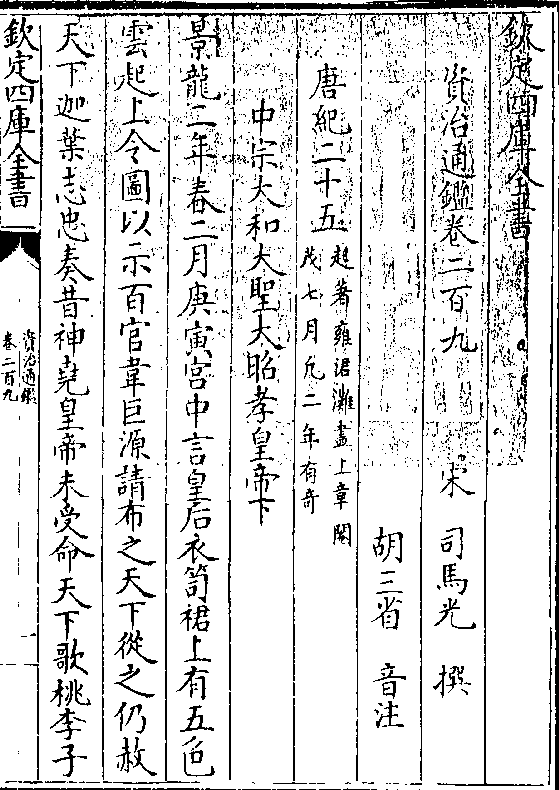 欽定四庫全書
資治通鑑卷二百九
宋 司馬光 撰
胡三省 音注
唐紀二十五 起著雍涒灘盡上章閹
茂七月凡二年有奇
中宗大和大聖大昭孝皇帝下
景龍二年春二月庚寅宮中言皇后衣笥裙上有五色
雲起上令圖以示百官韋巨源請布之天下從之仍赦
天下迦葉志忠奏昔神堯皇帝未受命天下歌桃李子
欽定四庫全書
資治通鑑
卷二百九
一